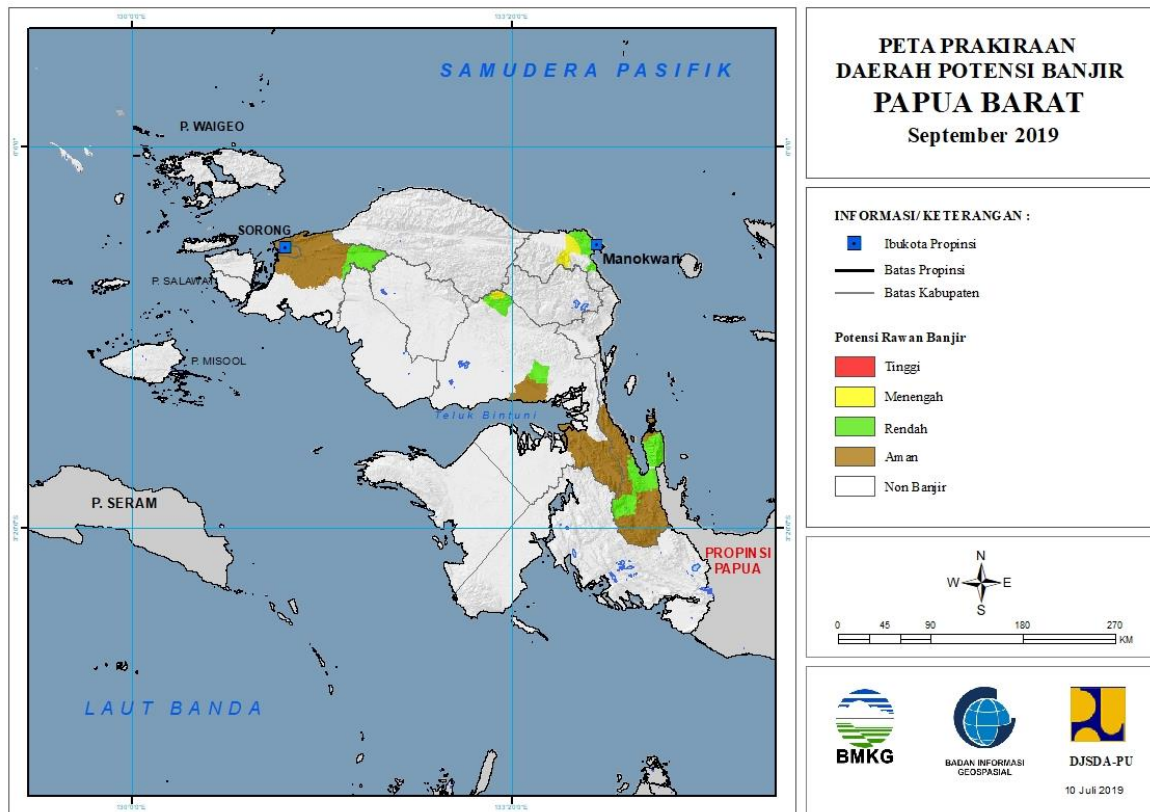 PETA PRAKIRAAN
DAERAH POTENSI BANJIR
PAPUA BARAT
September 2019
INFORMASI/ KETERANGAN :
Ibukota Propinsi
Batas Propinsi
Batas Kabupaten
Potensi Rawan Banjir
Tinggi
Menengah
Rendah
Aman
Non Banjir
N
W E
S
0 45 90 180 270
KM
BMKG
BADAN INFORMASI
GEOSPASIAL
DJSDA-PU
10 Juli 2019
SAMUDERA PASIFIK
P. WAIGEO
SORONG
Manokwari
P. SALAWATI
P. MISOOL
Teluk Bintuni
P. SERAM
PROPINSI
PAPUA
LAUT BANDA